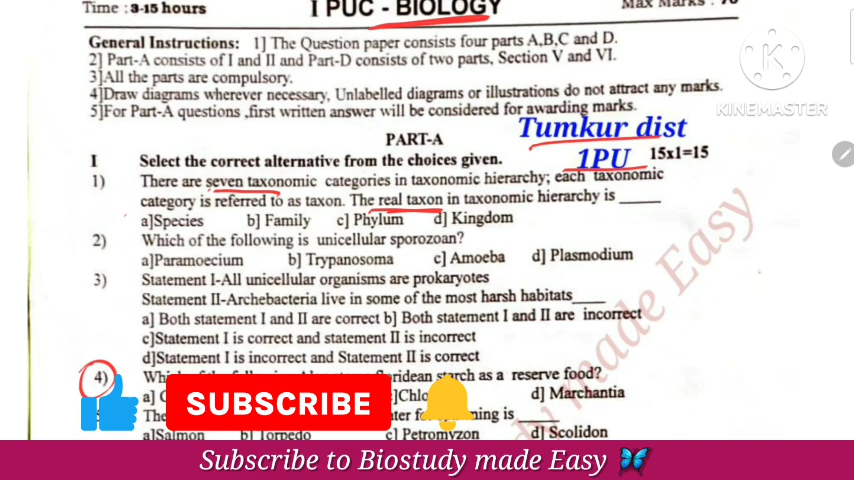 Time : 3-15 hours
I PUC - BIOLOGY
Max Marks : 70
General Instructions: 1] The Question paper consists four parts A,B,C and D.
2] Part-A consists of I and II and Part-D consists of two parts, Section V and VI.
3]All the parts are compulsory.
4]Draw diagrams wherever necessary, Unlabelled diagrams or illustrations do not attract any marks.
5]For Part-A questions ,first written answer will be considered for awarding marks.
KINEMASTER
PART-A
Tumkur dist
1PU
I Select the correct alternative from the choices given. 15x1=15
1) There are seven taxonomic categories in taxonomic hierarchy; each taxonomic
category is referred to as taxon. The real taxon in taxonomic hierarchy is _____
a]Species b] Family c] Phylum d] Kingdom
2) Which of the following is unicellular sporozoan?
a]Paramoecium b] Trypanosoma c] Amoeba d] Plasmodium
3) Statement I-All unicellular organisms are prokaryotes
Statement II-Archebacteria live in some of the most harsh habitats____
a] Both statement I and II are correct b] Both statement I and II are incorrect
c]Statement I is correct and statement II is incorrect
d]Statement I is incorrect and Statement II is correct
4) as a reserve food?
a] d] Marchantia
The is _____
a]Salmon b] Torpedo c] Petromyzon d] Scolidon
made Easy
SUBSCRIBE
Subscribe to Biostudy made Easy